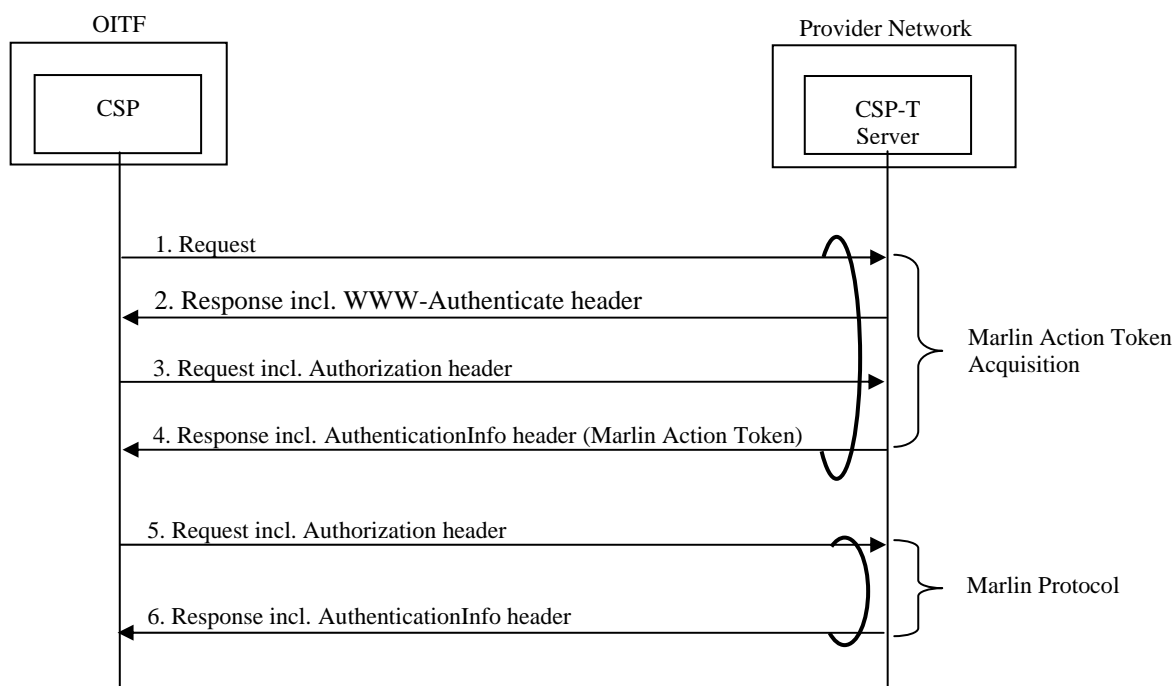 OITF
Provider Network
CSP
CSP-T
Server
1. Request
2. Response incl. WWW-Authenticate header
Marlin Action Token
Acquisition
3. Request incl. Authorization header
4. Response incl. AuthenticationInfo header (Marlin Action Token)
5. Request incl. Authorization header
Marlin Protocol
6. Response incl. AuthenticationInfo header